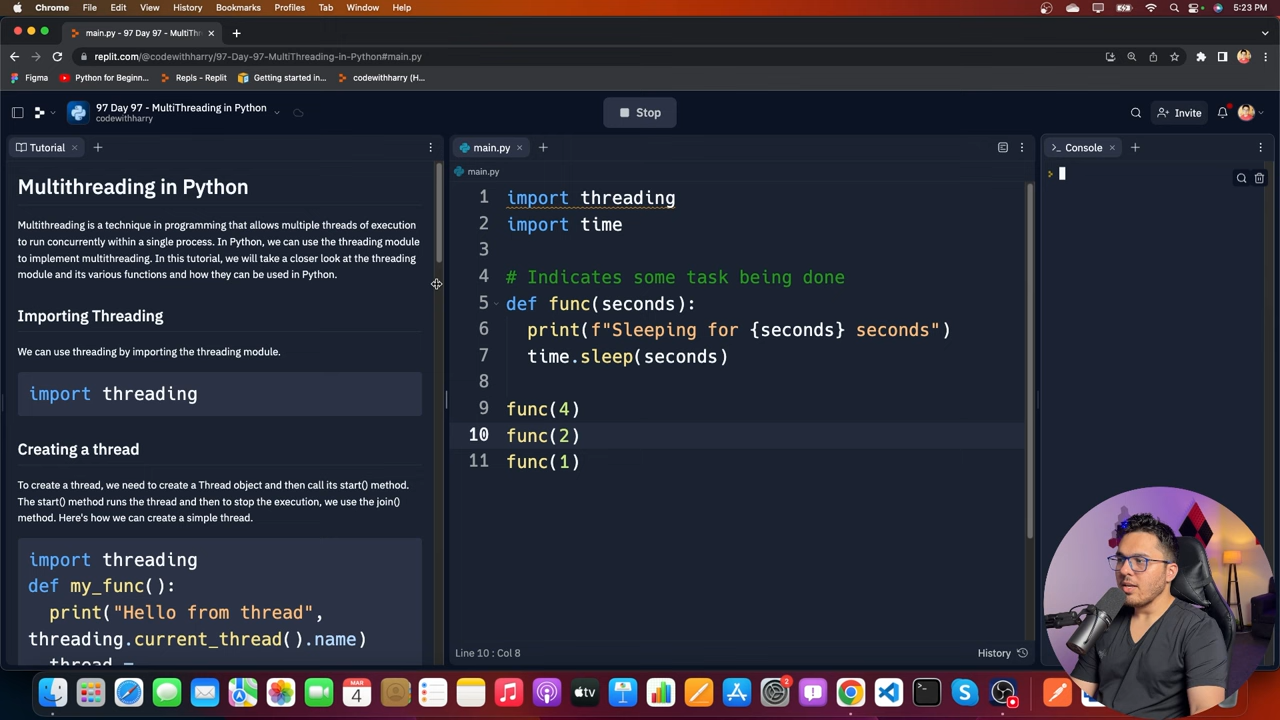 Chrome File Edit View History Bookmarks Profiles Tab Window Help 5:23 PM
main.py - 97 Day 97 - MultiTh
replit.com/@codewithharry/97-Day-97-MultiThreading-in-Python#main.py
Figma Python for Beginn... Repls - Replit Getting started in... codewithharry (H...
97 Day 97 - MultiThreading in Python
codewithharry
Stop
Invite
Tutorial
main.py
Console
main.py
Multithreading in Python
Multithreading is a technique in programming that allows multiple threads of execution
to run concurrently within a single process. In Python, we can use the threading module
to implement multithreading. In this tutorial, we will take a closer look at the threading
module and its various functions and how they can be used in Python.
Importing Threading
We can use threading by importing the threading module.
import threading
Creating a thread
To create a thread, we need to create a Thread object and then call its start() method.
The start() method runs the thread and then to stop the execution, we use the join()
method. Here's how we can create a simple thread.
import threading
def my_func():
print("Hello from thread",
threading.current_thread().name)
thread =
1 import threading
2 import time
3
4 # Indicates some task being done
5 def func(seconds):
6 print(f"Sleeping for {seconds} seconds")
7 time.sleep(seconds)
8
9 func(4)
10 func(2)
11 func(1)
Line 10 : Col 8
History
MAR
4
tv
2